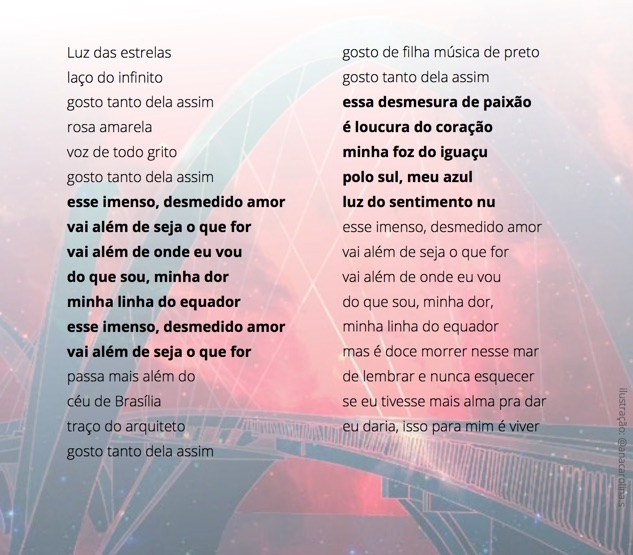 Luz das estrelas
laço do infinito
gosto tanto dela assim
rosa amarela
voz de todo grito
gosto tanto dela assim
esse imenso, desmedido amor
vai além de seja o que for
vai além de onde eu vou
do que sou, minha dor
minha linha do equador
esse imenso, desmedido amor
vai além de seja o que for
passa mais além do
céu de Brasília
traço do arquiteto
gosto tanto dela assim
gosto de filha música de preto
gosto tanto dela assim
essa desmesura de paixão
é loucura do coração
minha foz do iguaçu
polo sul, meu azul
luz do sentimento nu
esse imenso, desmedido amor
vai além de seja o que for
vai além de onde eu vou
do que sou, minha dor,
minha linha do equador
mas é doce morrer nesse mar
de lembrar e nunca esquecer
se eu tivesse mais alma pra dar
eu daria, isso para mim é viver
ilustração: @anacarolinas